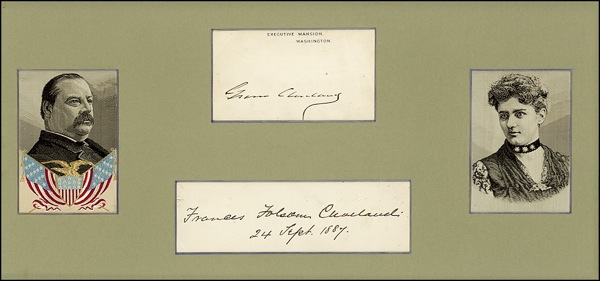 EXECUTIVE MANSION,
WASHINGTON.
Grover Cleveland
Frances Folsom Cleveland.
24 Sept. 1887.